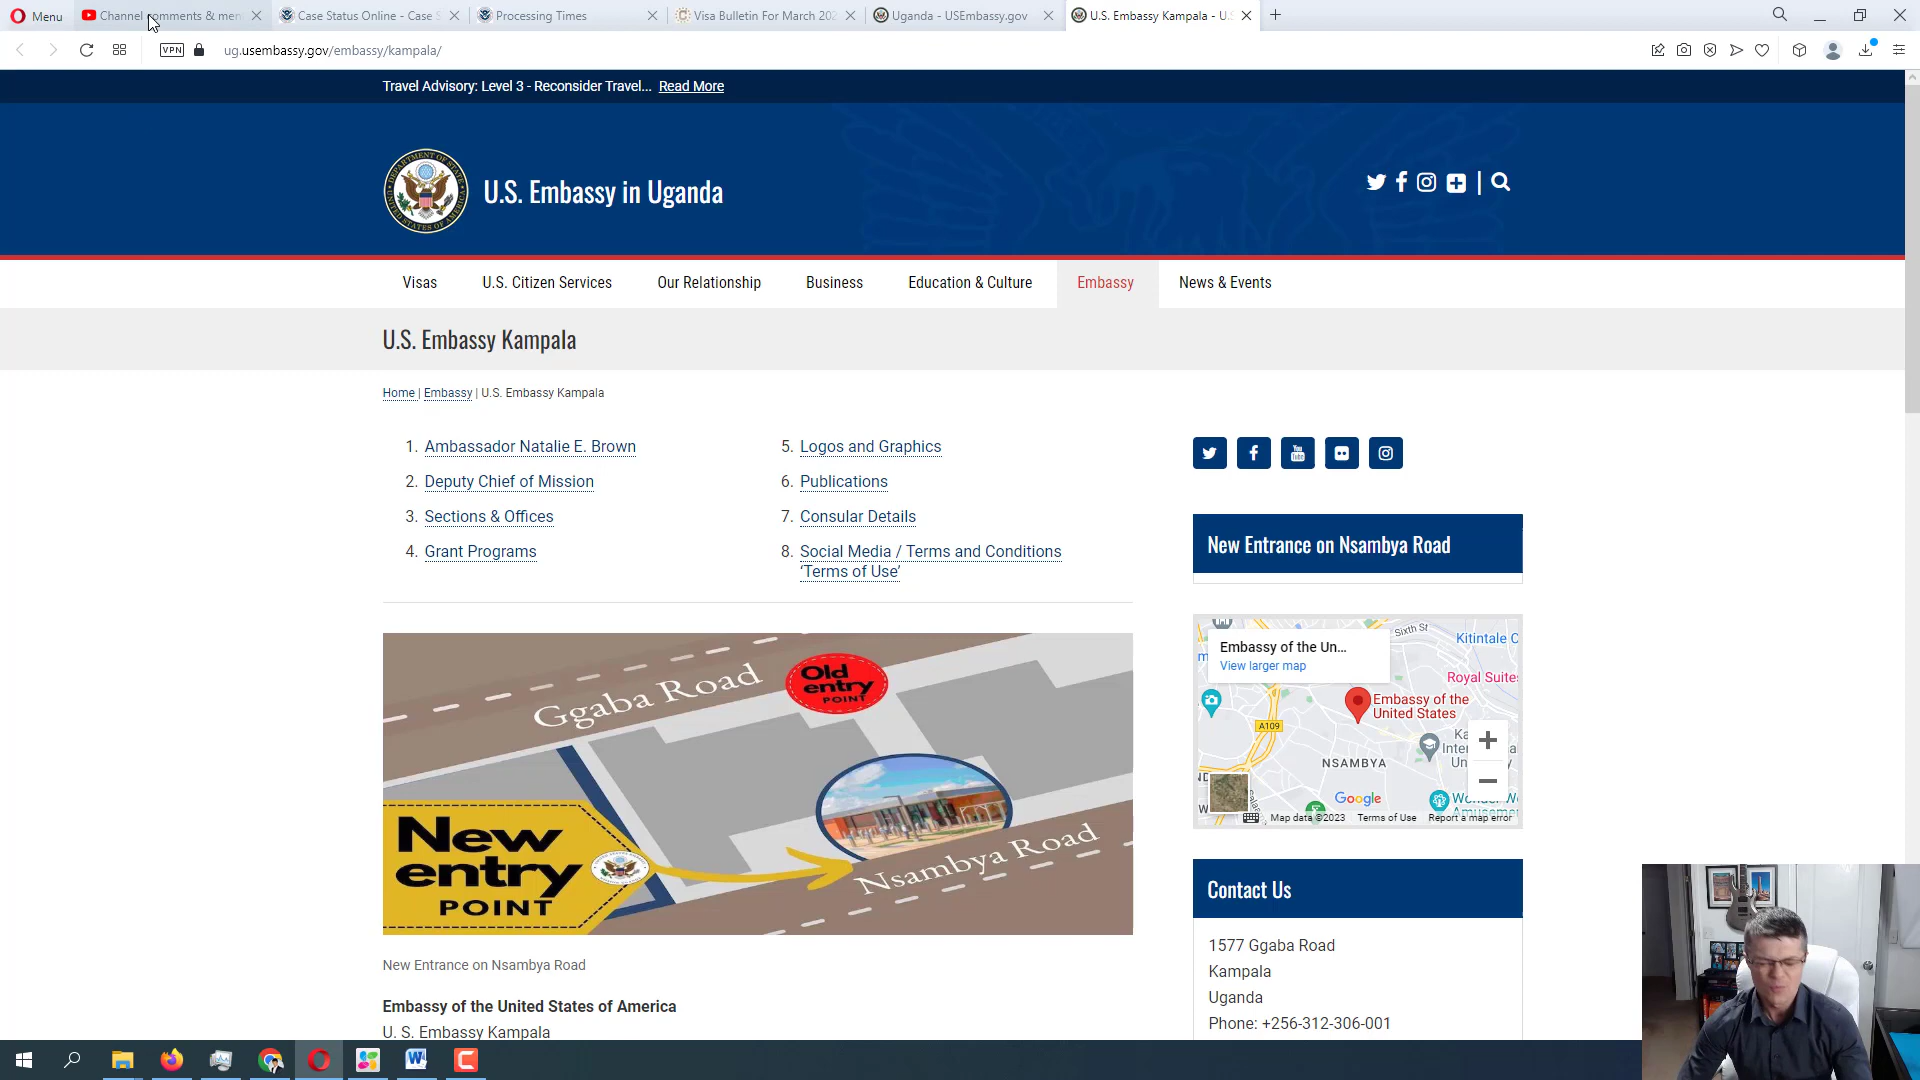 Menu
Channel comments & men
Case Status Online - Case S
Processing Times
Visa Bulletin For March 202
Uganda - USEmbassy.gov
U.S. Embassy Kampala - U.S
VPN
ug.usembassy.gov/embassy/kampala/
Travel Advisory: Level 3 - Reconsider Travel... Read More
U.S. Embassy in Uganda
Visas
U.S. Citizen Services
Our Relationship
Business
Education & Culture
Embassy
News & Events
U.S. Embassy Kampala
Home | Embassy | U.S. Embassy Kampala
1. Ambassador Natalie E. Brown
2. Deputy Chief of Mission
3. Sections & Offices
4. Grant Programs
5. Logos and Graphics
6. Publications
7. Consular Details
8. Social Media / Terms and Conditions
‘Terms of Use’
Ggaba Road
Old
entry
POINT
New
entry
POINT
Nsambya Road
New Entrance on Nsambya Road
Embassy of the United States of America
U. S. Embassy Kampala
New Entrance on Nsambya Road
Embassy of the Un...
View larger map
Sixth St
Kitintale C
Royal Suite
Embassy of the
United States
A109
NSAMBYA
Google
Map data ©2023
Terms of Use
Report a map error
Contact Us
1577 Ggaba Road
Kampala
Uganda
Phone: +256-312-306-001